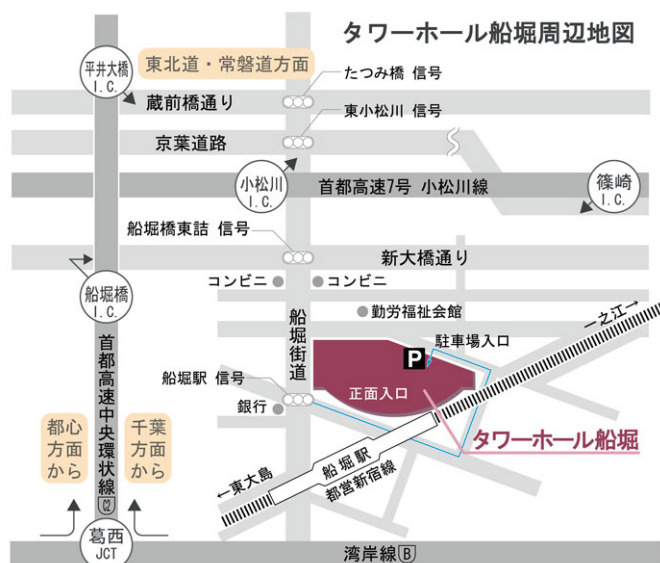 タワーホール船堀周辺地図
平井大橋
I.C.
東北道・常磐道方面
たつみ橋 信号
蔵前橋通り
東小松川 信号
京葉道路
小松川
I.C.
首都高速7号 小松川線
篠崎
I.C.
船堀橋東詰 信号
新大橋通り
船堀橋
I.C.
コンビニ
コンビニ
勤労福祉会館
一之江→
船堀街道
駐車場入口
P
首都高速中央環状線
C2
船堀駅 信号
正面入口
銀行
タワーホール船堀
都心
方面
から
千葉
方面
から
船堀駅
都営新宿線
←東大島
葛西
JCT
湾岸線
B